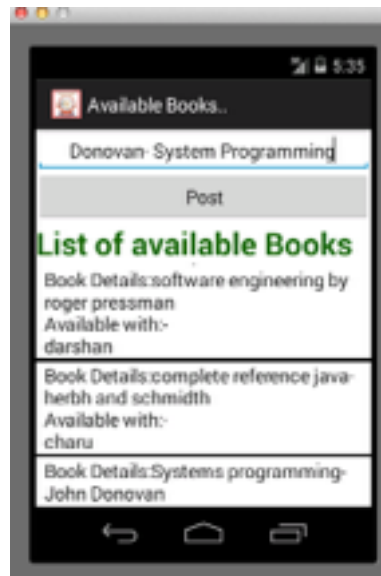 5:35
Available Books..
Donovan- System Programming
Post
List of available Books
Book Details:software engineering by
roger pressman
Available with:-
darshan
Book Details:complete reference java-
herbh and schmidth
Available with:-
charu
Book Details:Systems programming-
John Donovan